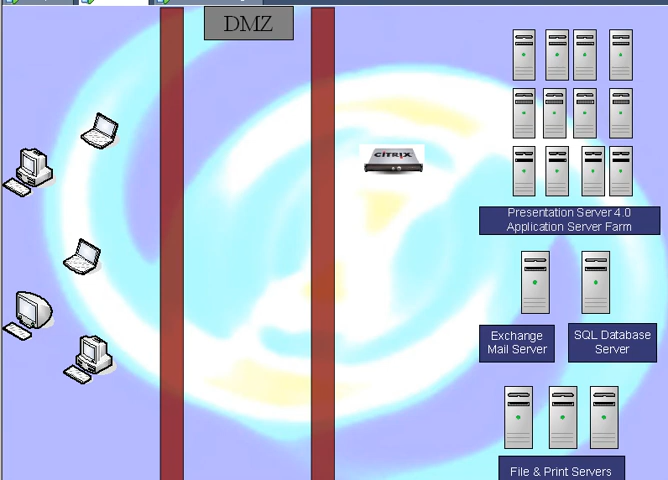 DMZ
CITRIX
Presentation Server 4.0
Application Server Farm
Exchange
Mail Server
SQL Database
Server
File & Print Servers